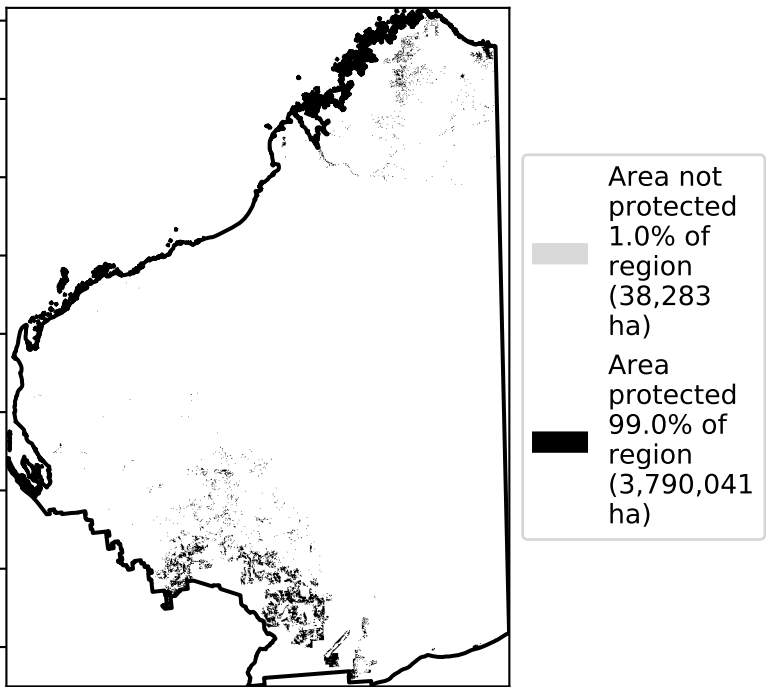 Area not
protected
1.0% of
region
(38,283
ha)
Area
protected
99.0% of
region
(3,790,041
ha)